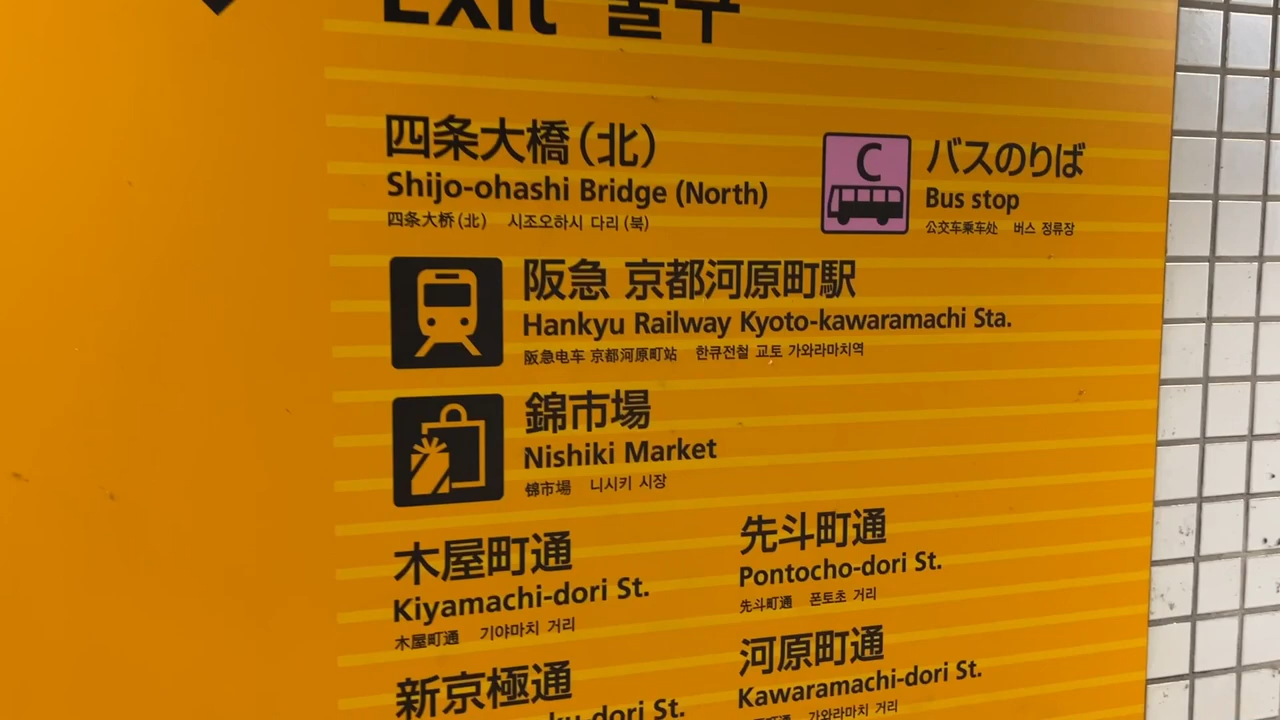 Exit 출구
四条大橋(北)
Shijo-ohashi Bridge (North)
四条大桥(北) 시조오하시 다리 (북)
C
バスのりば
Bus stop
公交车乘车处 버스 정류장
阪急 京都河原町駅
Hankyu Railway Kyoto-kawaramachi Sta.
阪急电车 京都河原町站 한큐전철 교토 가와라마치역
錦市場
Nishiki Market
锦市場 니시키 시장
木屋町通
Kiyamachi-dori St.
木屋町通 기야마치 거리
先斗町通
Pontocho-dori St.
先斗町通 폰토초 거리
新京極通
-dori St.
河原町通
Kawaramachi-dori St.
가와라마치 거리